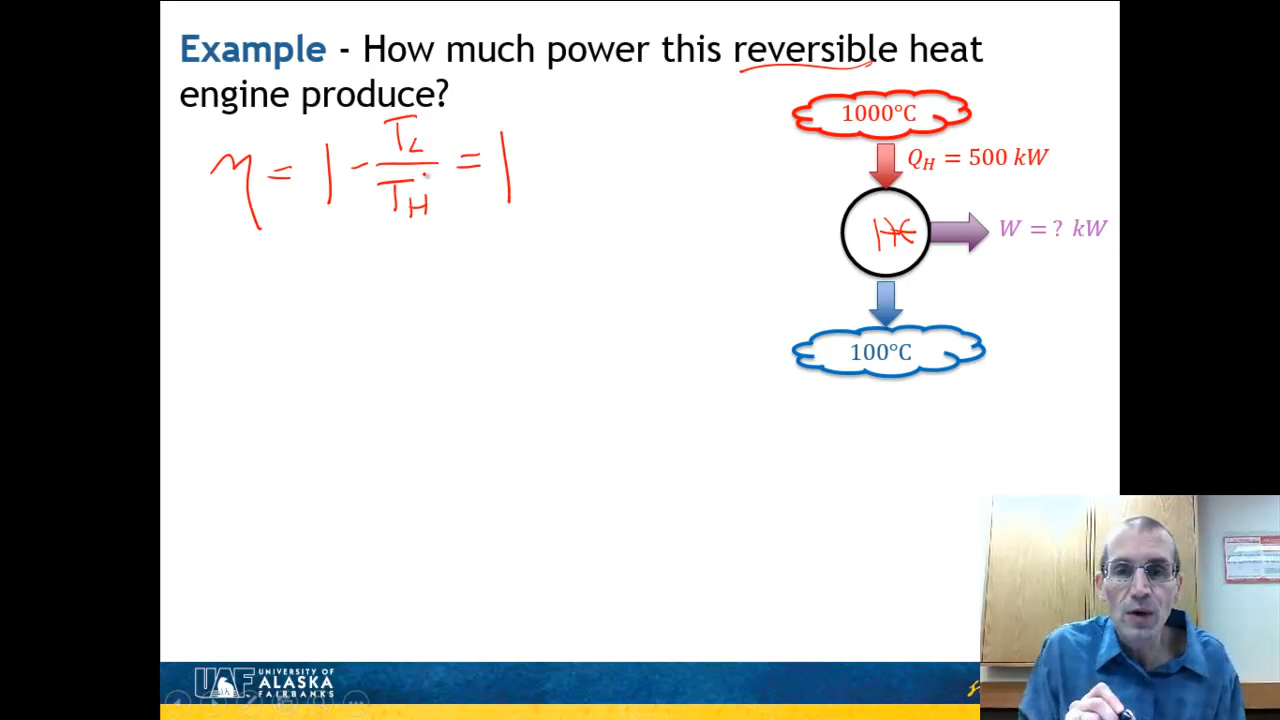 Example - How much power this reversible heat
engine produce?
η = 1 - T_L / T_H = 1
1000°C
Q_H = 500 kW
HE
W = ? kW
100°C
UAF UNIVERSITY OF
ALASKA
FAIRBANKS